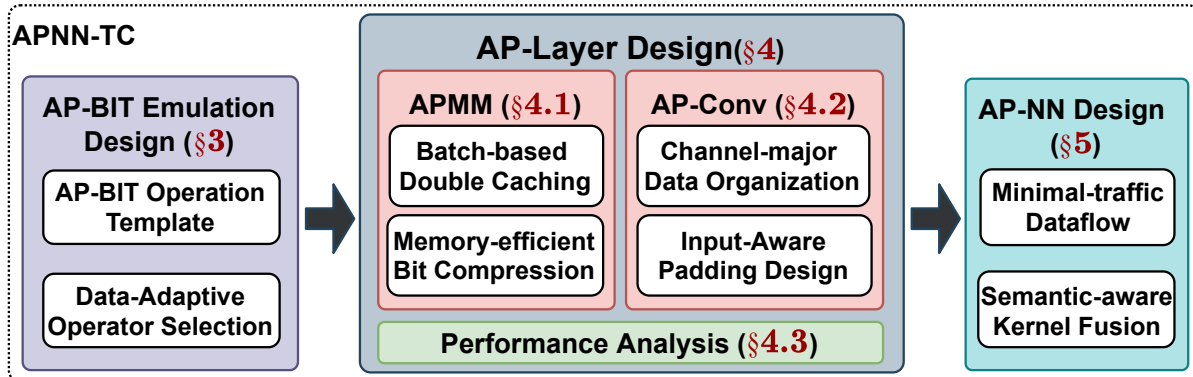 APNN-TC
AP-BIT Emulation
Design (§3)
AP-BIT Operation
Template
Data-Adaptive
Operator Selection
AP-Layer Design(§4)
APMM (§4.1)
Batch-based
Double Caching
Memory-efficient
Bit Compression
AP-Conv (§4.2)
Channel-major
Data Organization
Input-Aware
Padding Design
Performance Analysis (§4.3)
AP-NN Design
(§5)
Minimal-traffic
Dataflow
Semantic-aware
Kernel Fusion